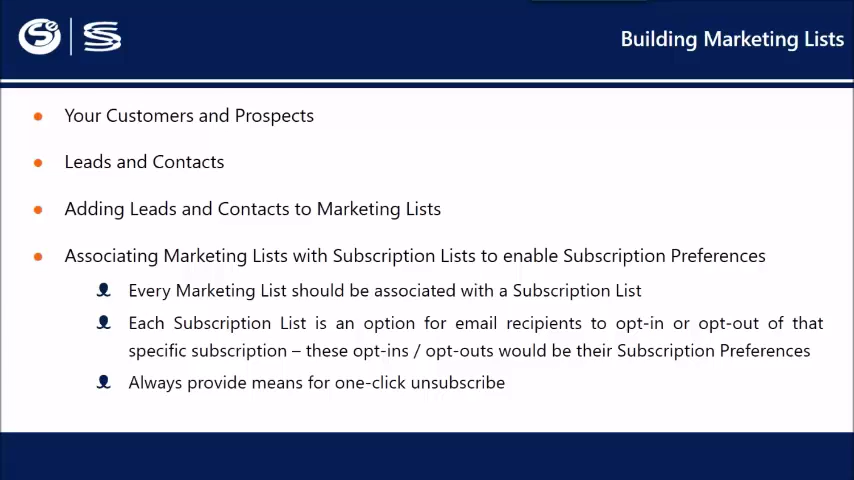 Building Marketing Lists
Your Customers and Prospects
Leads and Contacts
Adding Leads and Contacts to Marketing Lists
Associating Marketing Lists with Subscription Lists to enable Subscription Preferences
Every Marketing List should be associated with a Subscription List
Each Subscription List is an option for email recipients to opt-in or opt-out of that
specific subscription – these opt-ins / opt-outs would be their Subscription Preferences
Always provide means for one-click unsubscribe